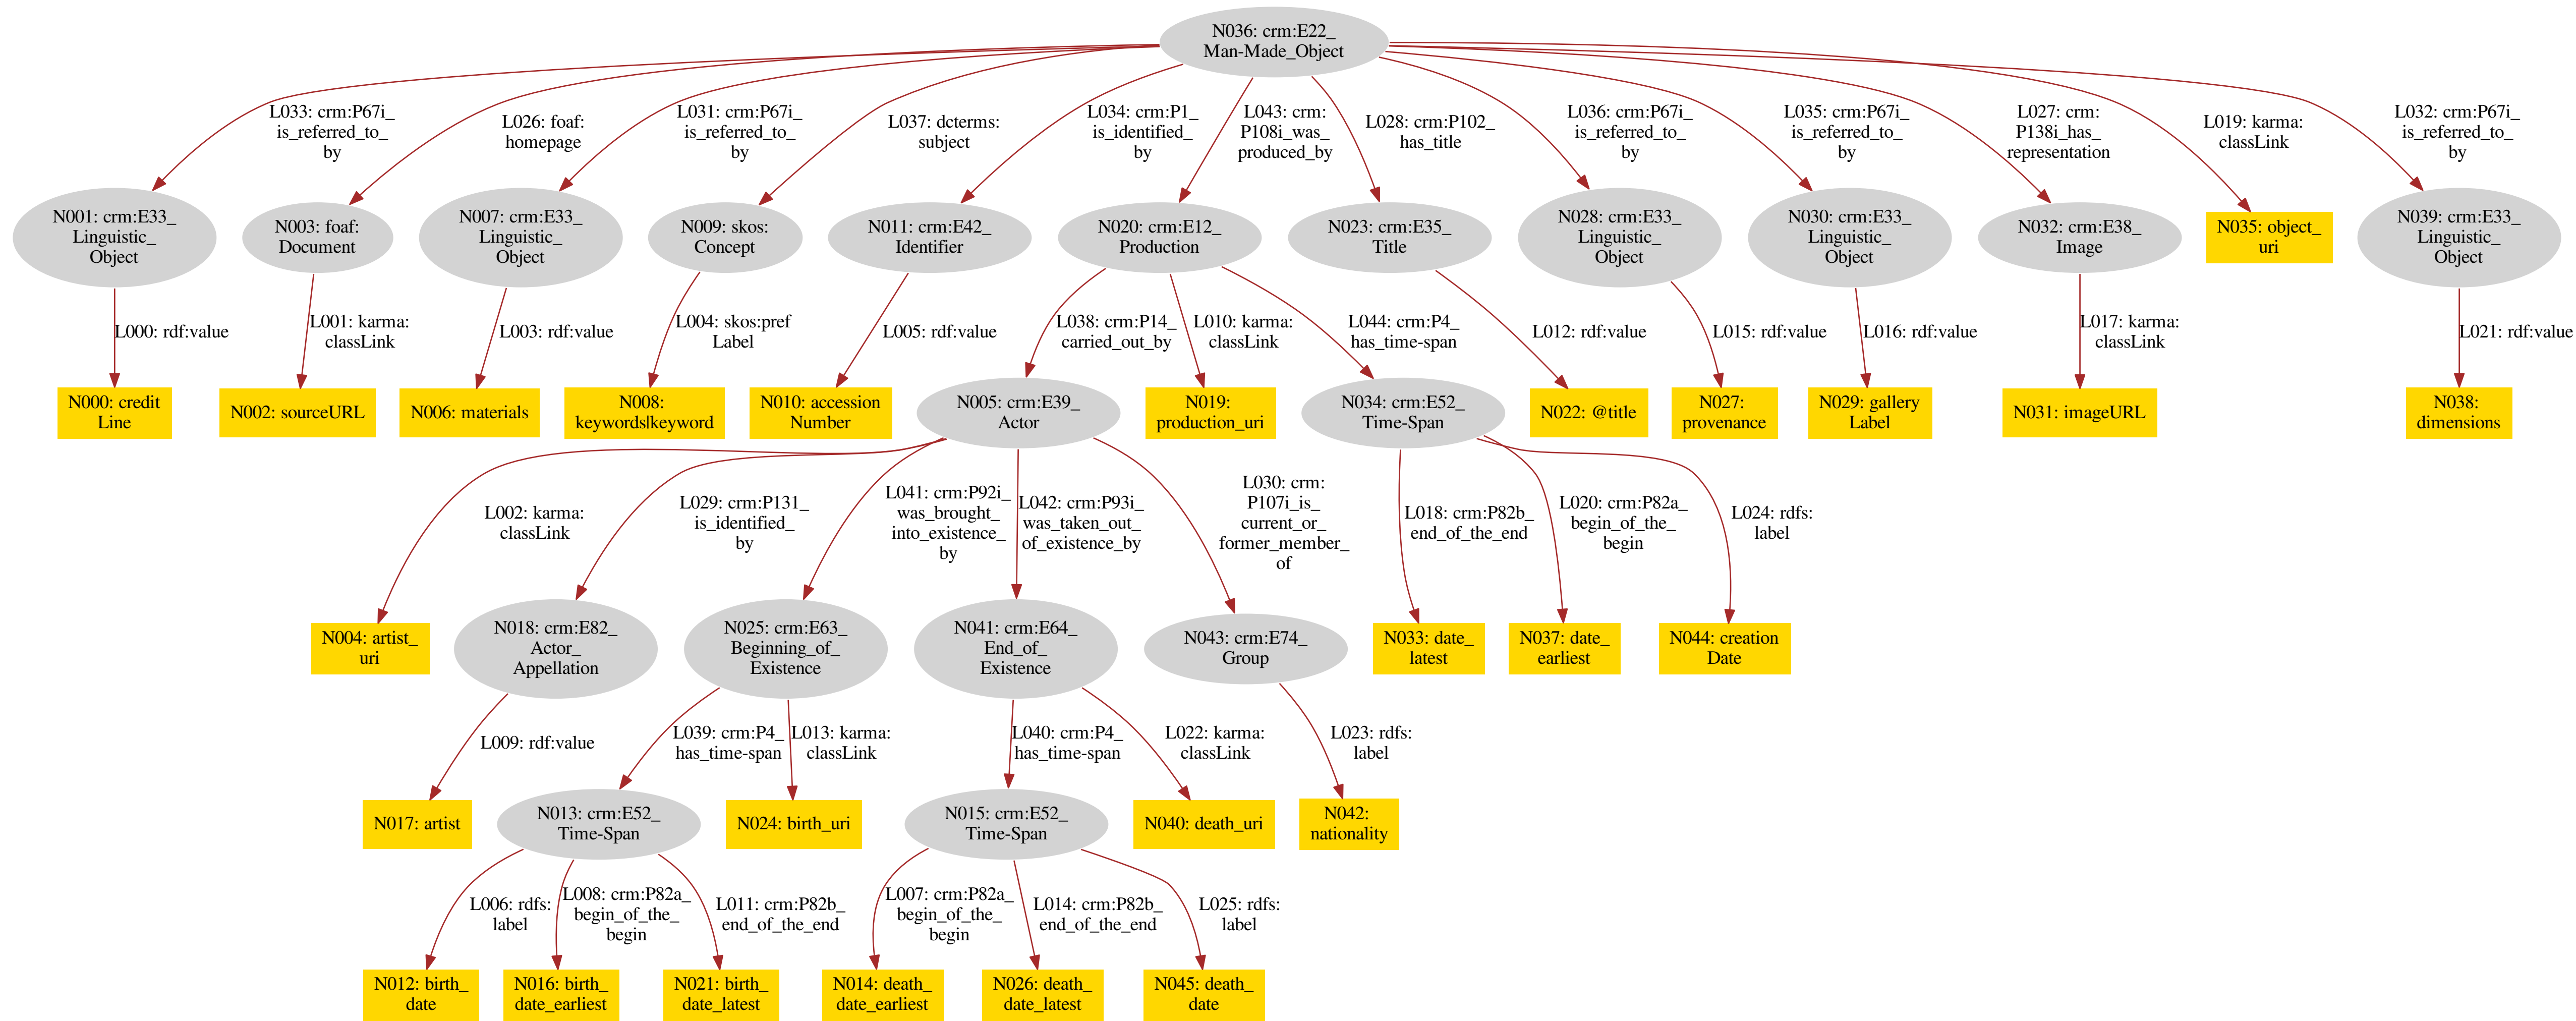 N036: crm:E22_
Man-Made_Object
L033: crm:P67i_
is_referred_to_
by
L026: foaf:
homepage
L031: crm:P67i_
is_referred_to_
by
L037: dcterms:
subject
L034: crm:P1_
is_identified_
by
L043: crm:
P108i_was_
produced_by
L028: crm:P102_
has_title
L036: crm:P67i_
is_referred_to_
by
L035: crm:P67i_
is_referred_to_
by
L027: crm:
P138i_has_
representation
L019: karma:
classLink
L032: crm:P67i_
is_referred_to_
by
N001: crm:E33_
Linguistic_
Object
N003: foaf:
Document
N007: crm:E33_
Linguistic_
Object
N009: skos:
Concept
N011: crm:E42_
Identifier
N020: crm:E12_
Production
N023: crm:E35_
Title
N028: crm:E33_
Linguistic_
Object
N030: crm:E33_
Linguistic_
Object
N032: crm:E38_
Image
N035: object_
uri
N039: crm:E33_
Linguistic_
Object
L000: rdf:value
L001: karma:
classLink
L003: rdf:value
L004: skos:pref
Label
L005: rdf:value
L038: crm:P14_
carried_out_by
L010: karma:
classLink
L044: crm:P4_
has_time-span
L012: rdf:value
L015: rdf:value
L016: rdf:value
L017: karma:
classLink
L021: rdf:value
N000: credit
Line
N002: sourceURL
N006: materials
N008:
keywords|keyword
N010: accession
Number
N005: crm:E39_
Actor
N019:
production_uri
N034: crm:E52_
Time-Span
N022: @title
N027:
provenance
N029: gallery
Label
N031: imageURL
N038:
dimensions
L002: karma:
classLink
L029: crm:P131_
is_identified_
by
L041: crm:P92i_
was_brought_
into_existence_
by
L042: crm:P93i_
was_taken_out_
of_existence_by
L030: crm:
P107i_is_
current_or_
former_member_
of
L018: crm:P82b_
end_of_the_end
L020: crm:P82a_
begin_of_the_
begin
L024: rdfs:
label
N004: artist_
uri
N018: crm:E82_
Actor_
Appellation
N025: crm:E63_
Beginning_of_
Existence
N041: crm:E64_
End_of_
Existence
N043: crm:E74_
Group
N033: date_
latest
N037: date_
earliest
N044: creation
Date
L009: rdf:value
L039: crm:P4_
has_time-span
L013: karma:
classLink
L040: crm:P4_
has_time-span
L022: karma:
classLink
L023: rdfs:
label
N017: artist
N013: crm:E52_
Time-Span
N024: birth_uri
N015: crm:E52_
Time-Span
N040: death_uri
N042:
nationality
L006: rdfs:
label
L008: crm:P82a_
begin_of_the_
begin
L011: crm:P82b_
end_of_the_end
L007: crm:P82a_
begin_of_the_
begin
L014: crm:P82b_
end_of_the_end
L025: rdfs:
label
N012: birth_
date
N016: birth_
date_earliest
N021: birth_
date_latest
N014: death_
date_earliest
N026: death_
date_latest
N045: death_
date